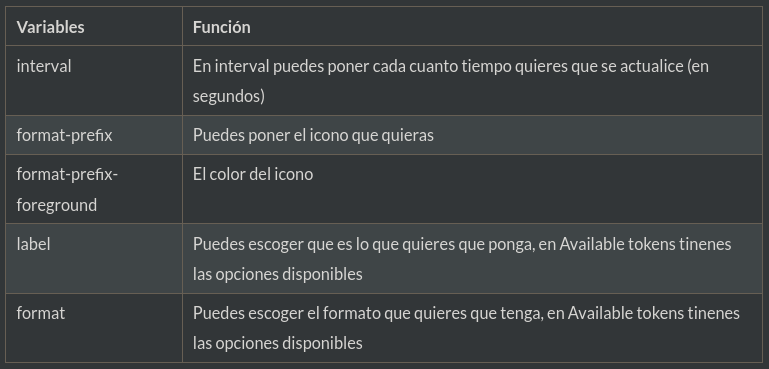 Variables Función
interval En interval puedes poner cada cuanto tiempo quieres que se actualice (en
segundos)
format-prefix Puedes poner el icono que quieras
format-prefix- El color del icono
foreground
label Puedes escoger que es lo que quieres que ponga, en Available tokens tinenes
las opciones disponibles
format Puedes escoger el formato que quieres que tenga, en Available tokens tinenes
las opciones disponibles